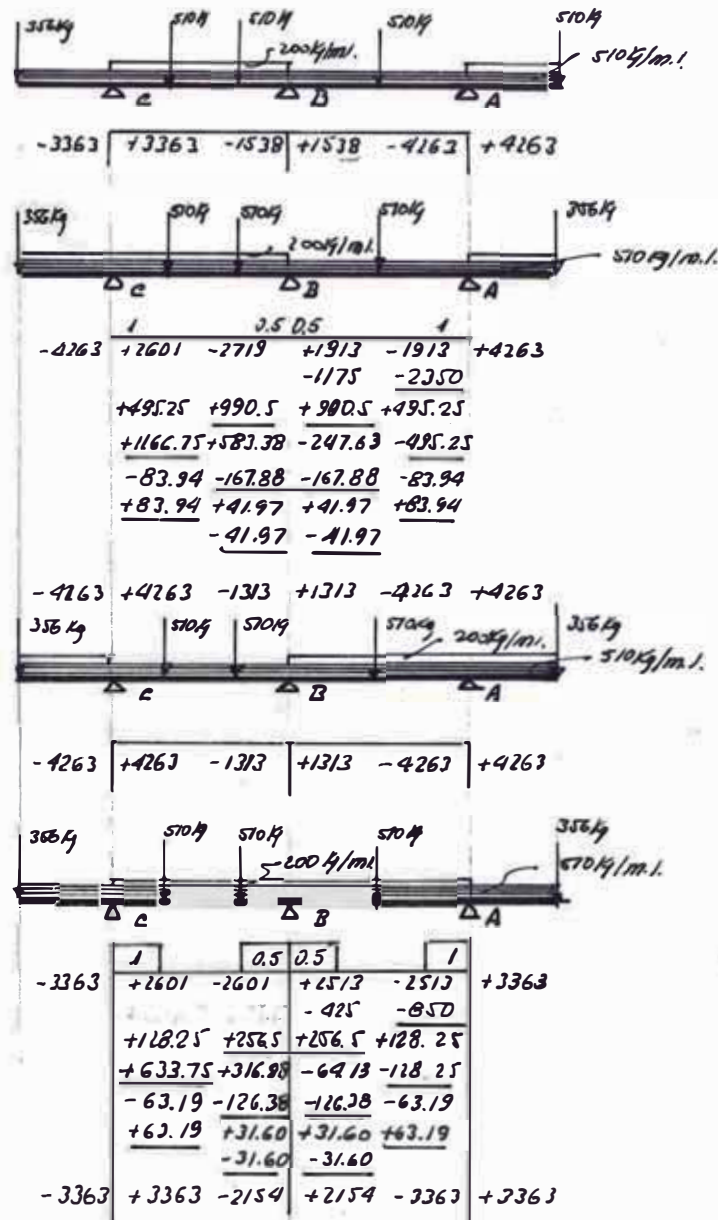 356Kg 510K 510K 510K 510Kg
200Kg/ml. 510Kg/m.l.
C B A
-3363 +3363 -1538 +1538 -4263 +4263
356Kg 510Kg 510Kg 510Kg 356Kg
200Kg/m.l. 510Kg/m.l.
C B A
1 0.5 0.5 1
-4263 +2601 -2719 +1913 -1913 +4263
-1175 -2350
+495.25 +990.5 +990.5 +495.25
+1166.75 +583.38 -247.63 -495.25
-83.94 -167.88 -167.88 -83.94
+83.94 +41.97 +41.97 +83.94
-41.97 -41.97
-4263 +4263 -1313 +1313 -4263 +4263
356 Kg 510Kg 510Kg 510Kg 356Kg
200Kg/m.l. 510Kg/m.l.
C B A
-4263 +4263 -1313 +1313 -4263 +4263
356Kg 510Kg 510Kg 510Kg 356Kg
200 Kg/ml 510Kg/m.l.
C B A
1 0.5 0.5 1
-3363 +2601 -2601 +2513 -2513 +3363
-425 -850
+128.25 +256.5 +256.5 +128.25
+633.75 +316.88 -64.13 -128.25
-63.19 -126.38 -126.38 -63.19
+63.19 +31.60 +31.60 +63.19
-31.60 -31.60
-3363 +3363 -2154 +2154 -3363 +3363